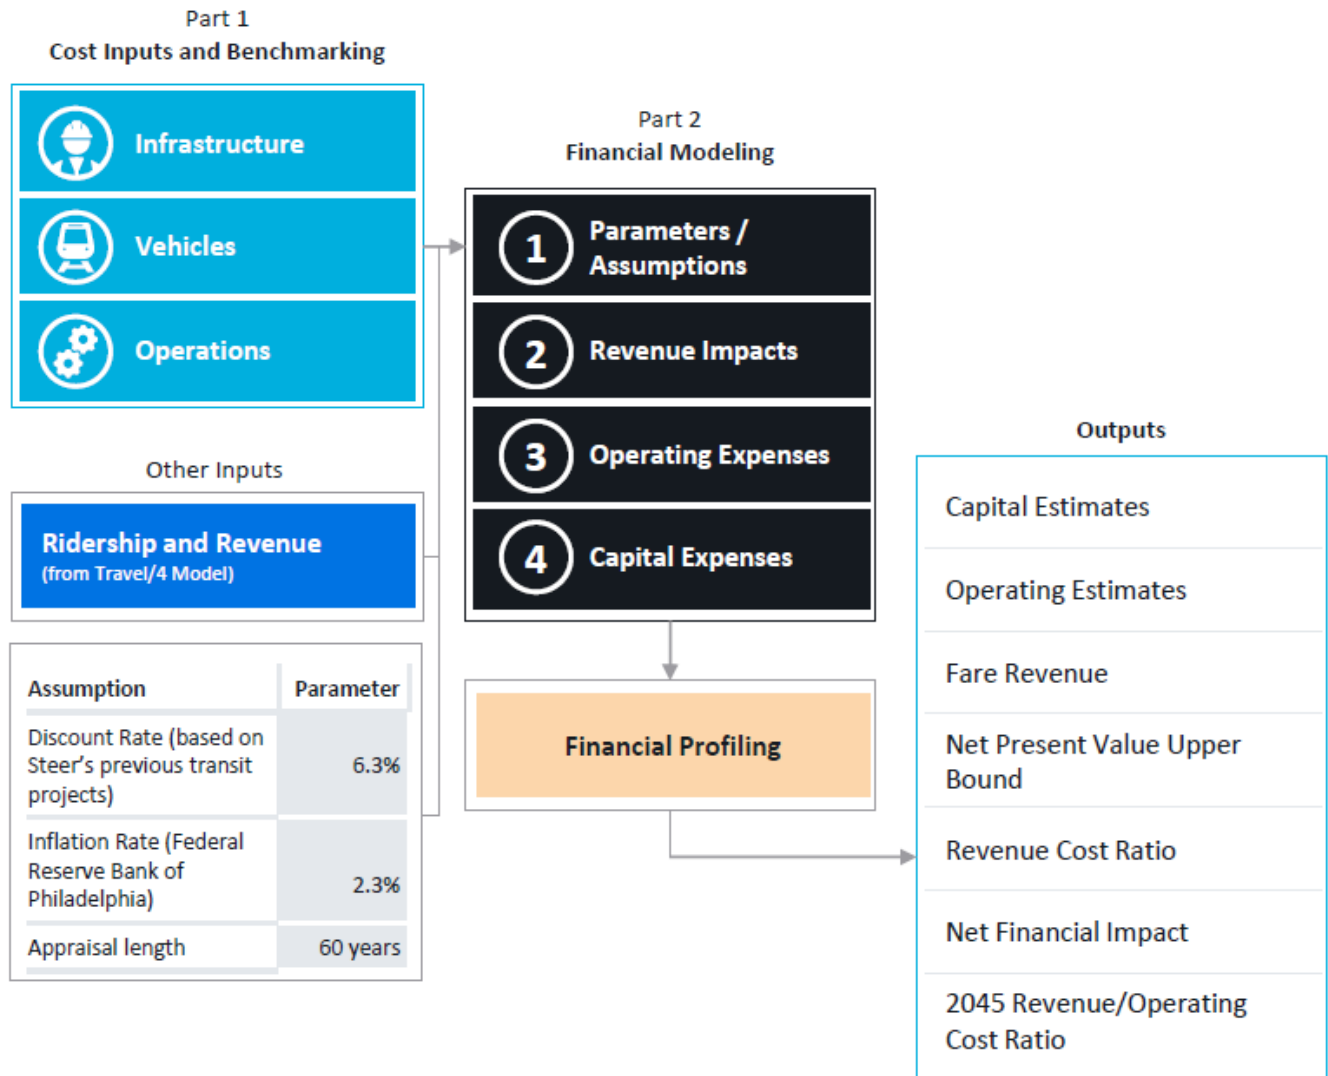 Part 1
Cost Inputs and Benchmarking
Infrastructure
Vehicles
Operations
Other Inputs
Ridership and Revenue
(from Travel/4 Model)
Assumption Parameter
Discount Rate (based on
Steer's previous transit
projects)
6.3%
Inflation Rate (Federal
Reserve Bank of
Philadelphia)
2.3%
Appraisal length 60 years
Part 2
Financial Modeling
1
Parameters /
Assumptions
2
Revenue Impacts
3
Operating Expenses
4
Capital Expenses
Financial Profiling
Outputs
Capital Estimates
Operating Estimates
Fare Revenue
Net Present Value Upper
Bound
Revenue Cost Ratio
Net Financial Impact
2045 Revenue/Operating
Cost Ratio